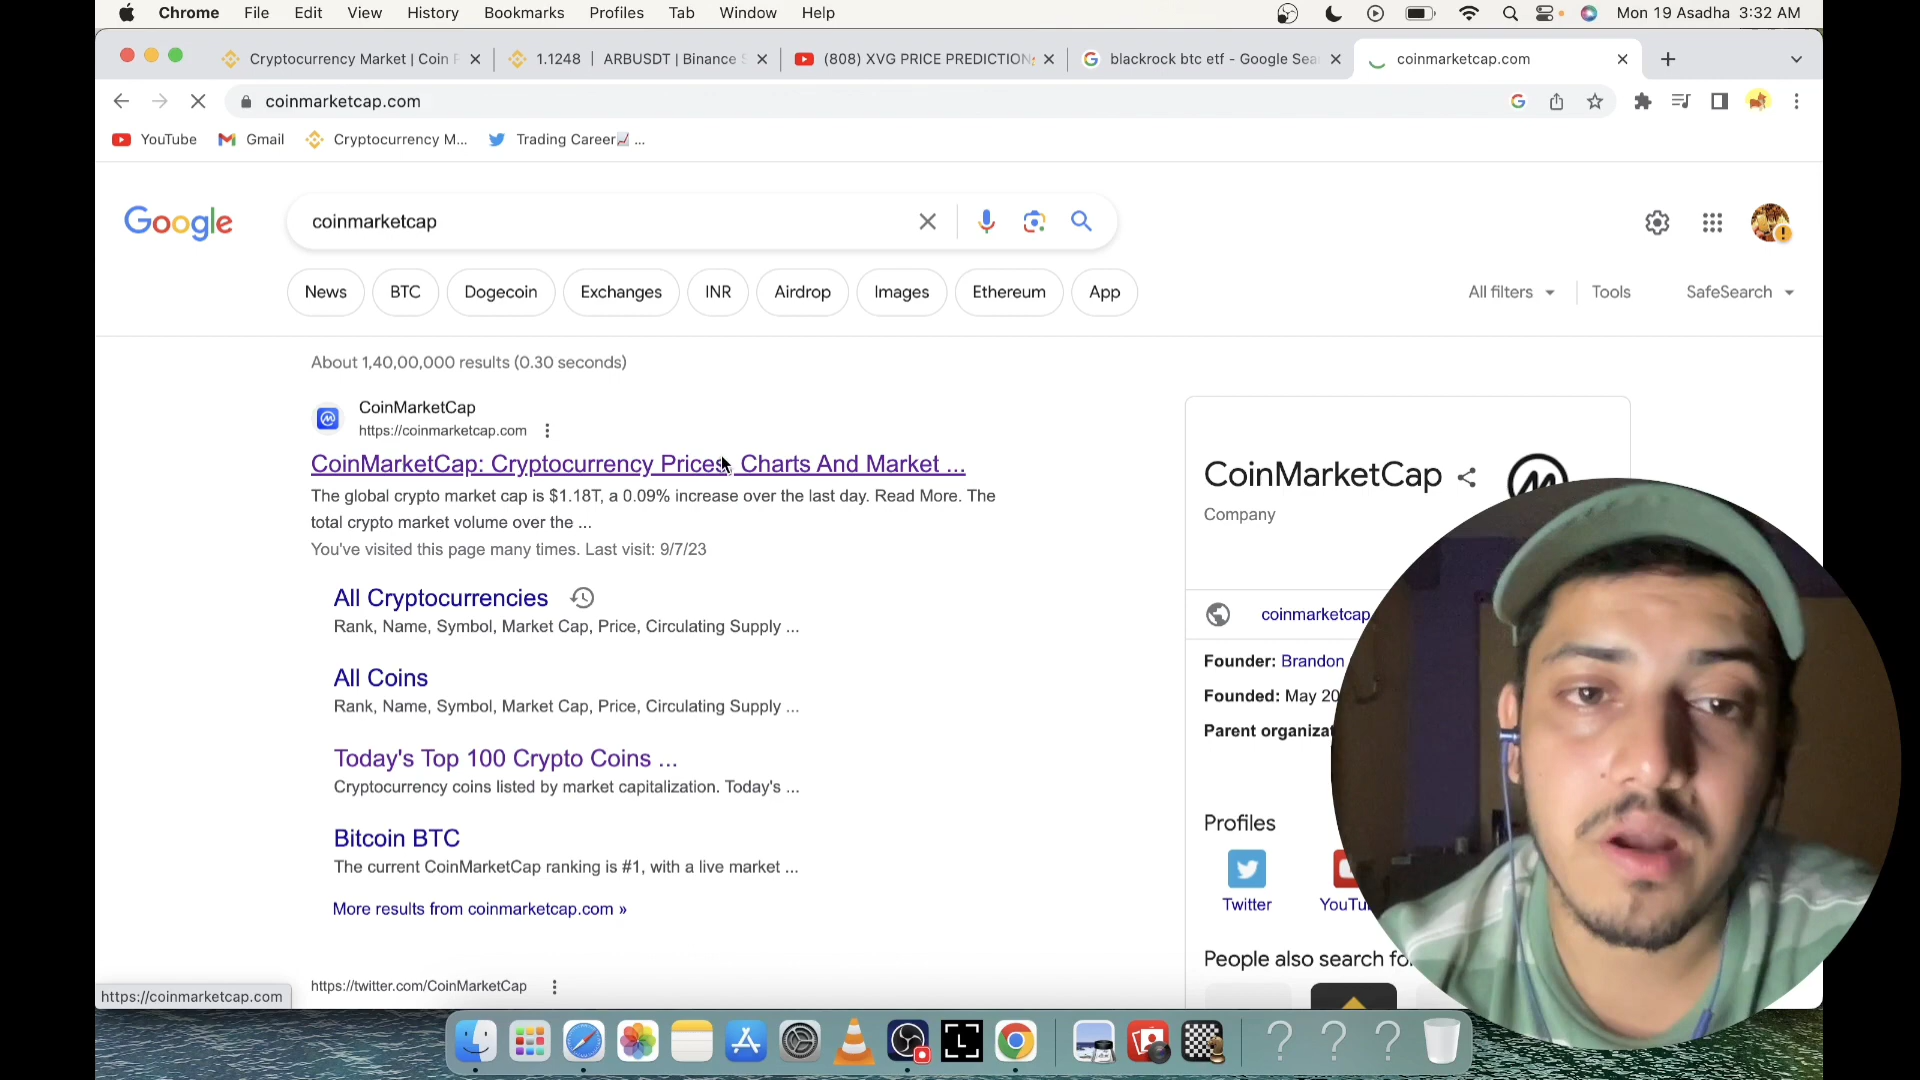 Chrome File Edit View History Bookmarks Profiles Tab Window Help Mon 19 Asadha 3:32 AM
Cryptocurrency Market | Coin P 1.1248 | ARBUSDT | Binance S (808) XVG PRICE PREDICTION blackrock btc etf - Google Sea coinmarketcap.com
coinmarketcap.com
YouTube Gmail Cryptocurrency M... Trading Career📈 ...
Google coinmarketcap
News BTC Dogecoin Exchanges INR Airdrop Images Ethereum App All filters Tools SafeSearch
About 1,40,00,000 results (0.30 seconds)
CoinMarketCap
https://coinmarketcap.com
CoinMarketCap: Cryptocurrency Prices, Charts And Market ...
The global crypto market cap is $1.18T, a 0.09% increase over the last day. Read More. The
total crypto market volume over the ...
You've visited this page many times. Last visit: 9/7/23
All Cryptocurrencies
Rank, Name, Symbol, Market Cap, Price, Circulating Supply ...
All Coins
Rank, Name, Symbol, Market Cap, Price, Circulating Supply ...
Today's Top 100 Crypto Coins ...
Cryptocurrency coins listed by market capitalization. Today's ...
Bitcoin BTC
The current CoinMarketCap ranking is #1, with a live market ...
More results from coinmarketcap.com »
https://twitter.com/CoinMarketCap
https://coinmarketcap.com
CoinMarketCap
Company
coinmarketcap
Founder: Brandon
Founded: May 20
Parent organizat
Profiles
Twitter YouTu
People also search fo